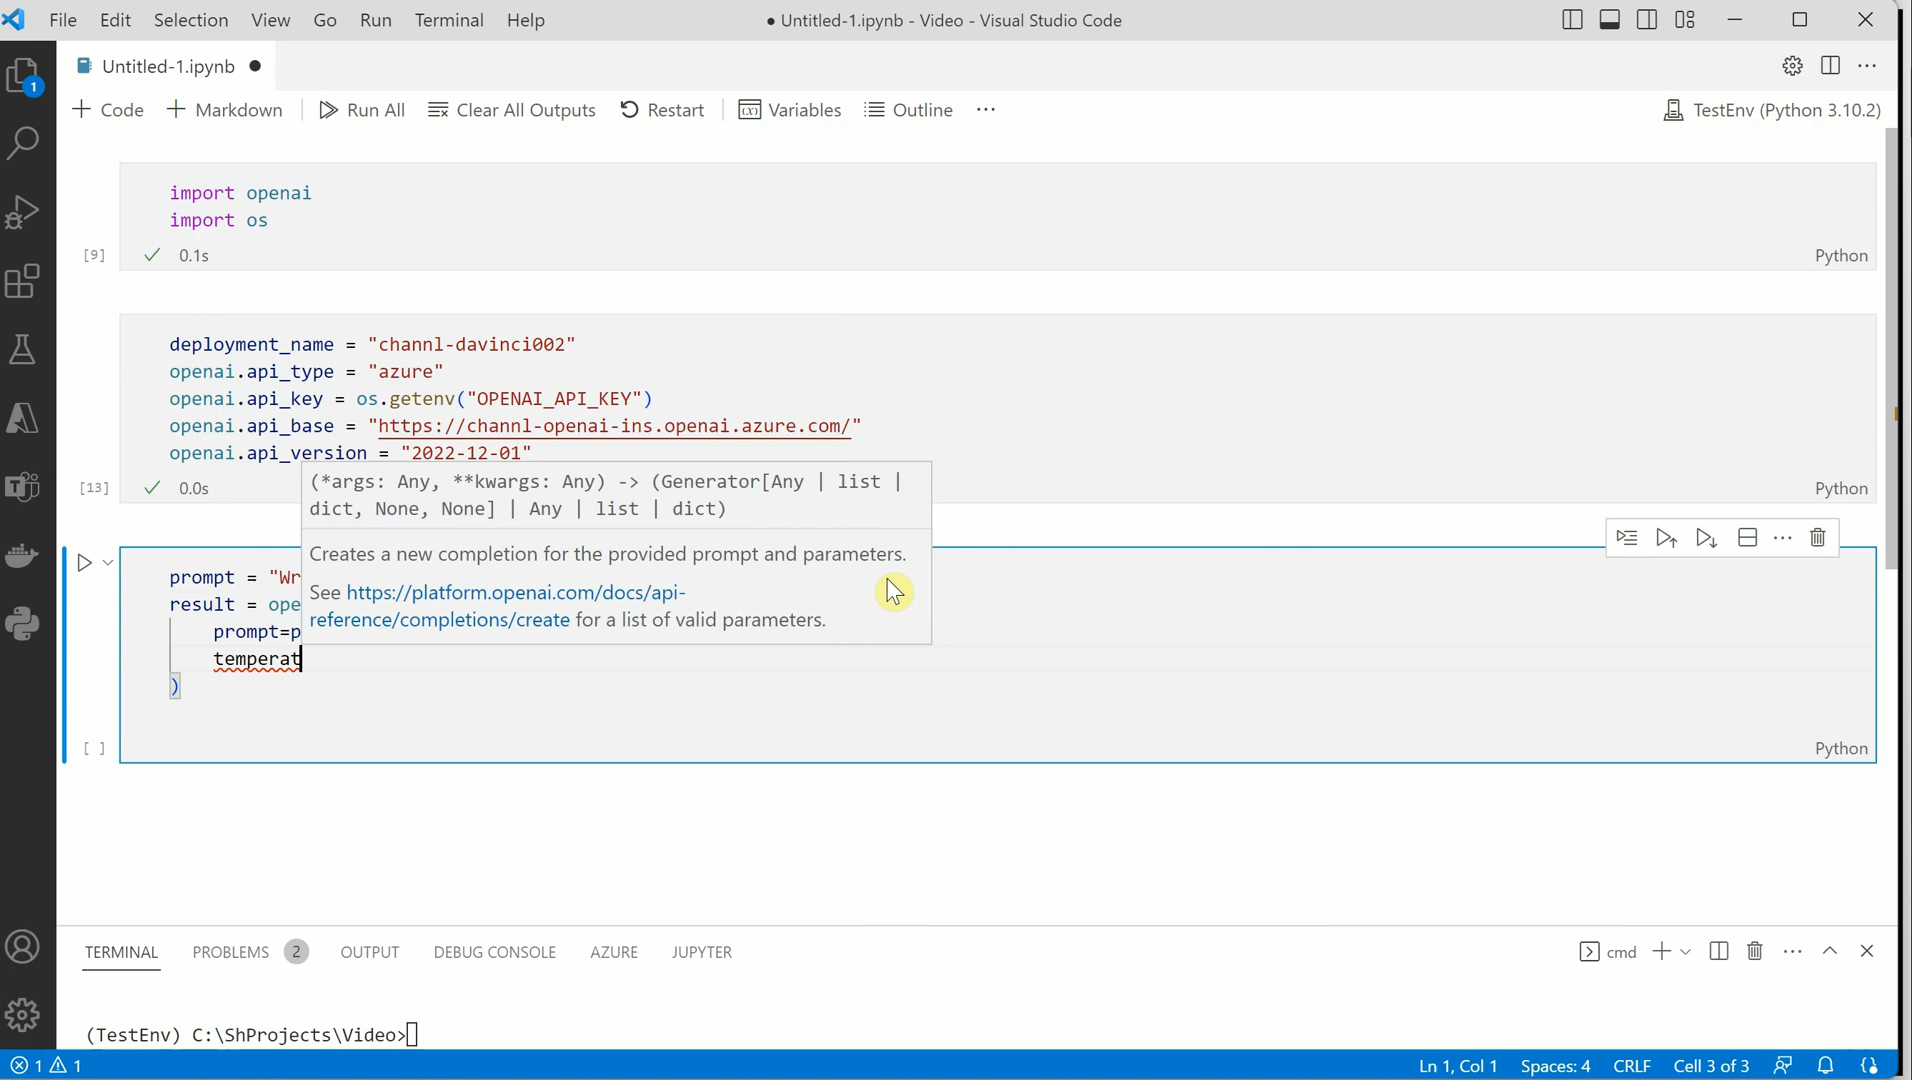 File Edit Selection View Go Run Terminal Help
● Untitled-1.ipynb - Video - Visual Studio Code
1
Untitled-1.ipynb ●
+ Code + Markdown Run All Clear All Outputs Restart Variables Outline ···
TestEnv (Python 3.10.2)
import openai
import os
[9] ✓ 0.1s
Python
deployment_name = "channl-davinci002"
openai.api_type = "azure"
openai.api_key = os.getenv("OPENAI_API_KEY")
openai.api_base = "https://channl-openai-ins.openai.azure.com/"
openai.api_version = "2022-12-01"
[13] ✓ 0.0s
Python
(*args: Any, **kwargs: Any) -> (Generator[Any | list |
dict, None, None] | Any | list | dict)
Creates a new completion for the provided prompt and parameters.
See https://platform.openai.com/docs/api-
reference/completions/create for a list of valid parameters.
prompt = "Wr
result = ope
prompt=p
temperat
)
[ ]
Python
TERMINAL PROBLEMS 2 OUTPUT DEBUG CONSOLE AZURE JUPYTER
cmd
(TestEnv) C:\ShProjects\Video>
1 1
Ln 1, Col 1 Spaces: 4 CRLF Cell 3 of 3